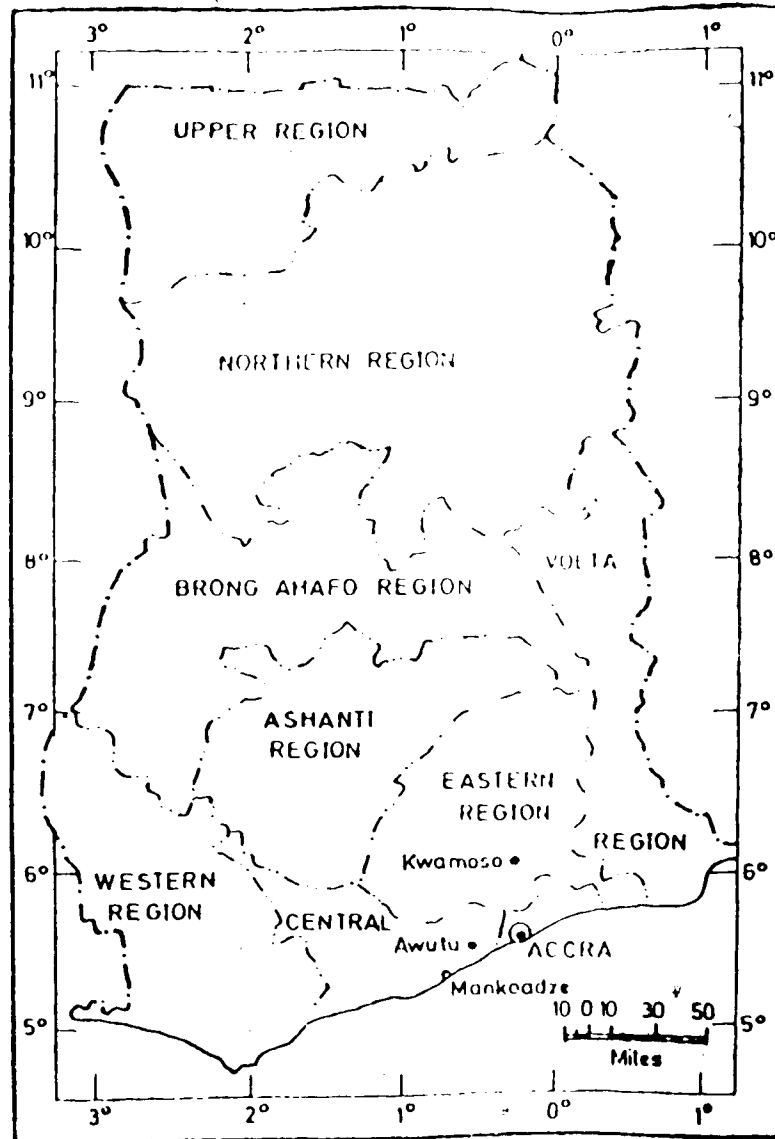 3° 2° 1° 0° 1°
11° 11°
UPPER REGION
10° 10°
NORTHERN REGION
9° 9°
8° VOLTA 8°
BRONG AHAFO REGION
7° ASHANTI 7°
REGION
EASTERN
REGION
REGION
Kwamoso
6° 6°
WESTERN
REGION
CENTRAL
Awutu
ACCRA
Mankoadze
10 0 10 30 50
5° 5°
Miles
3° 2° 1° 0° 1°